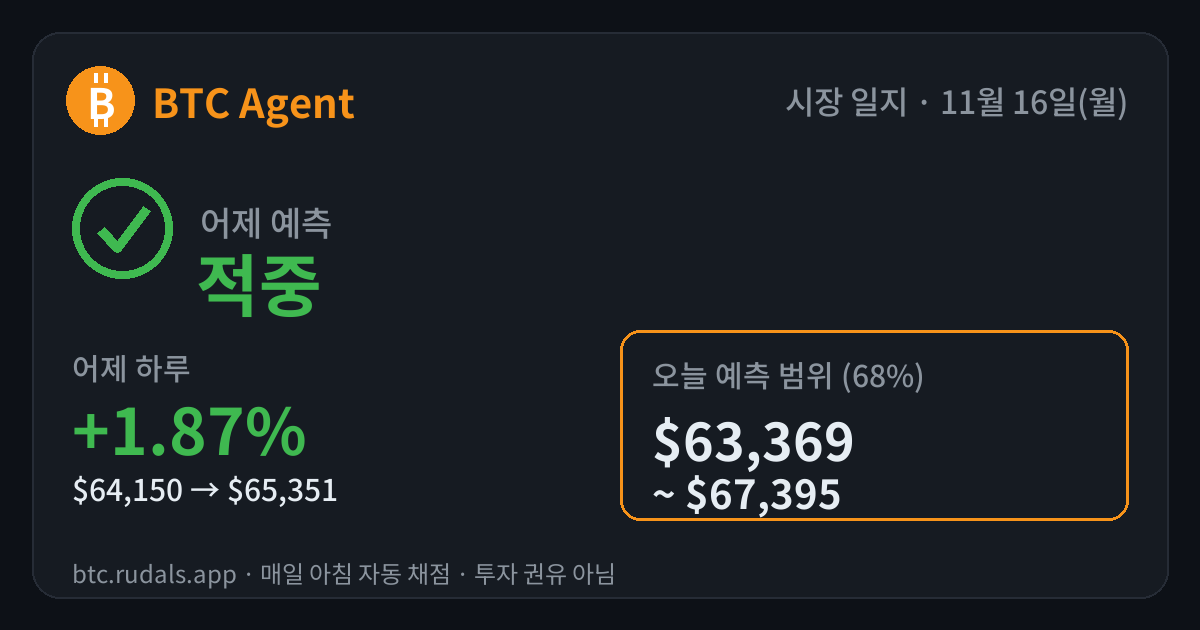 BTC Agent
시장 일지 · 11월 16일(월)
어제 예측
적중
어제 하루
+1.87%
$64,150 → $65,351
오늘 예측 범위 (68%)
$63,369
~ $67,395
btc.rudals.app · 매일 아침 자동 채점 · 투자 권유 아님